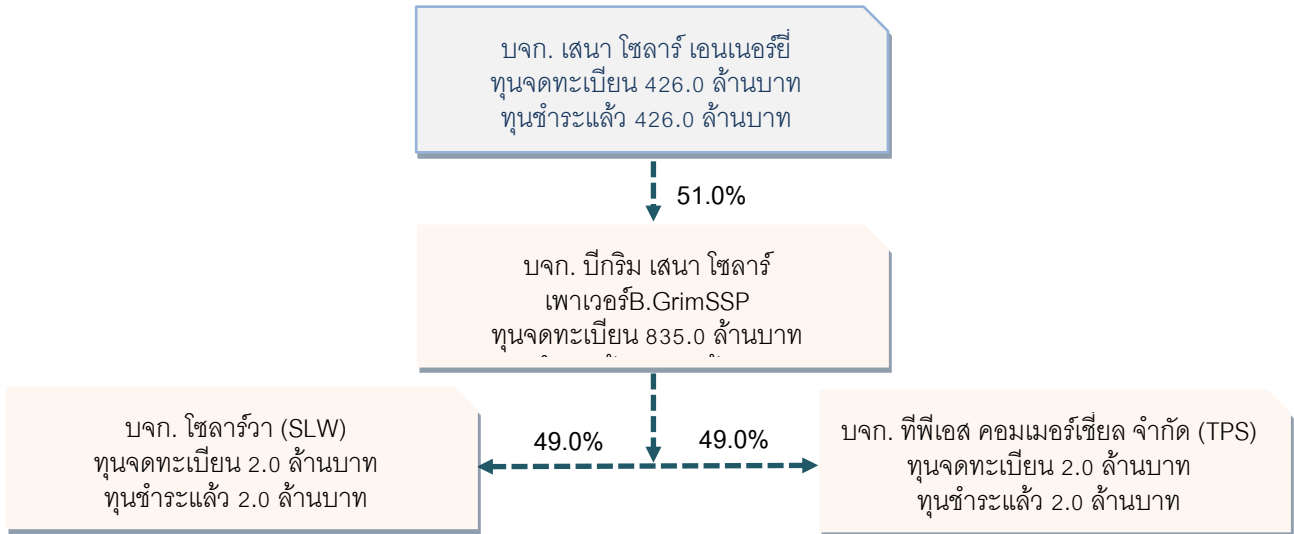 บจก. เสนา โซลาร์ เอนเนอร์ยี่
ทุนจดทะเบียน 426.0 ล้านบาท
ทุนชำระแล้ว 426.0 ล้านบาท
51.0%
บจก. บีกริม เสนา โซลาร์
เพาเวอร์B.GrimSSP
ทุนจดทะเบียน 835.0 ล้านบาท
บจก. โซลาร์วา (SLW)
ทุนจดทะเบียน 2.0 ล้านบาท
ทุนชำระแล้ว 2.0 ล้านบาท
49.0%
49.0%
บจก. ทีพีเอส คอมเมอร์เชี่ยล จำกัด (TPS)
ทุนจดทะเบียน 2.0 ล้านบาท
ทุนชำระแล้ว 2.0 ล้านบาท